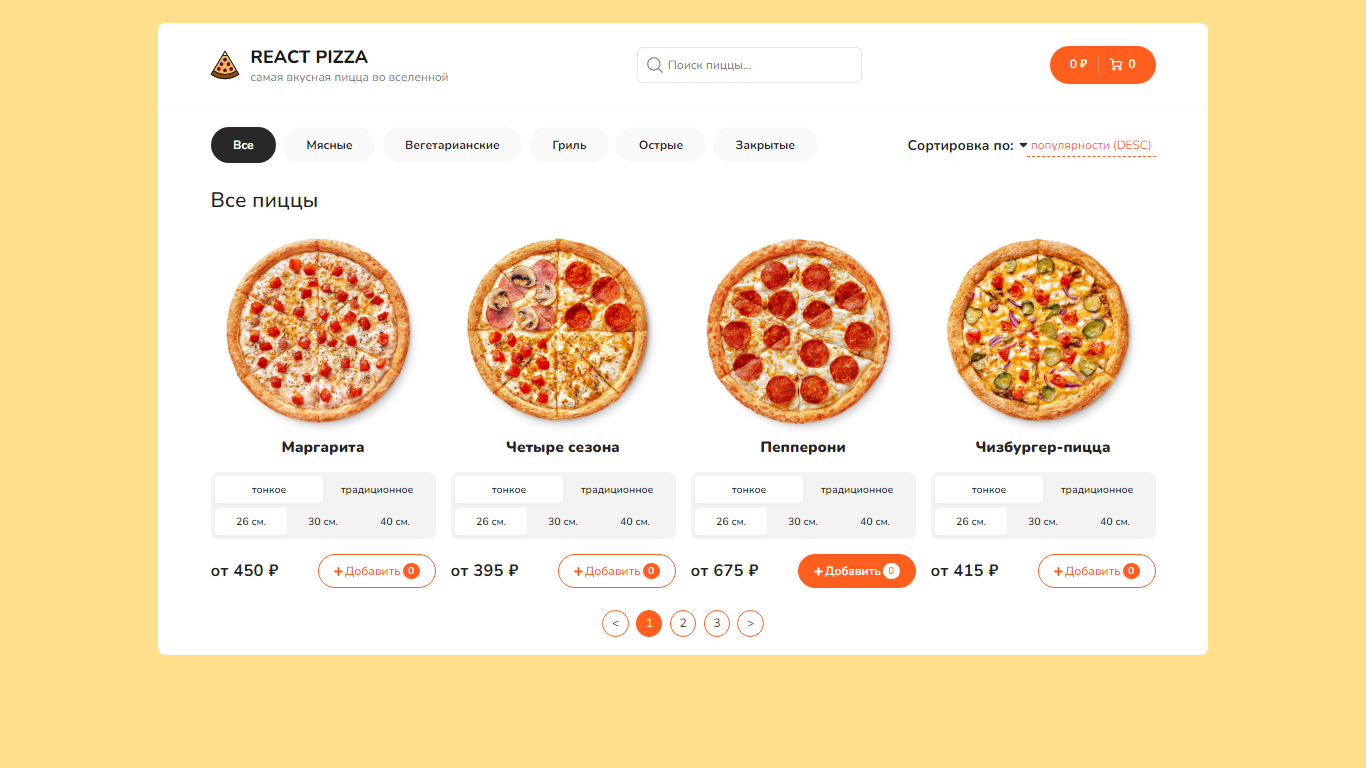 REACT PIZZA
самая вкусная пицца во вселенной
Поиск пиццы...
0 ₽ 0
Все Мясные Вегетарианские Гриль Острые Закрытые Сортировка по: популярности (DESC)
Все пиццы
Маргарита Четыре сезона Пепперони Чизбургер-пицца
тонкое традиционное тонкое традиционное тонкое традиционное тонкое традиционное
26 см. 30 см. 40 см. 26 см. 30 см. 40 см. 26 см. 30 см. 40 см. 26 см. 30 см. 40 см.
от 450 ₽ +Добавить 0 от 395 ₽ +Добавить 0 от 675 ₽ +Добавить 0 от 415 ₽ +Добавить 0
< 1 2 3 >